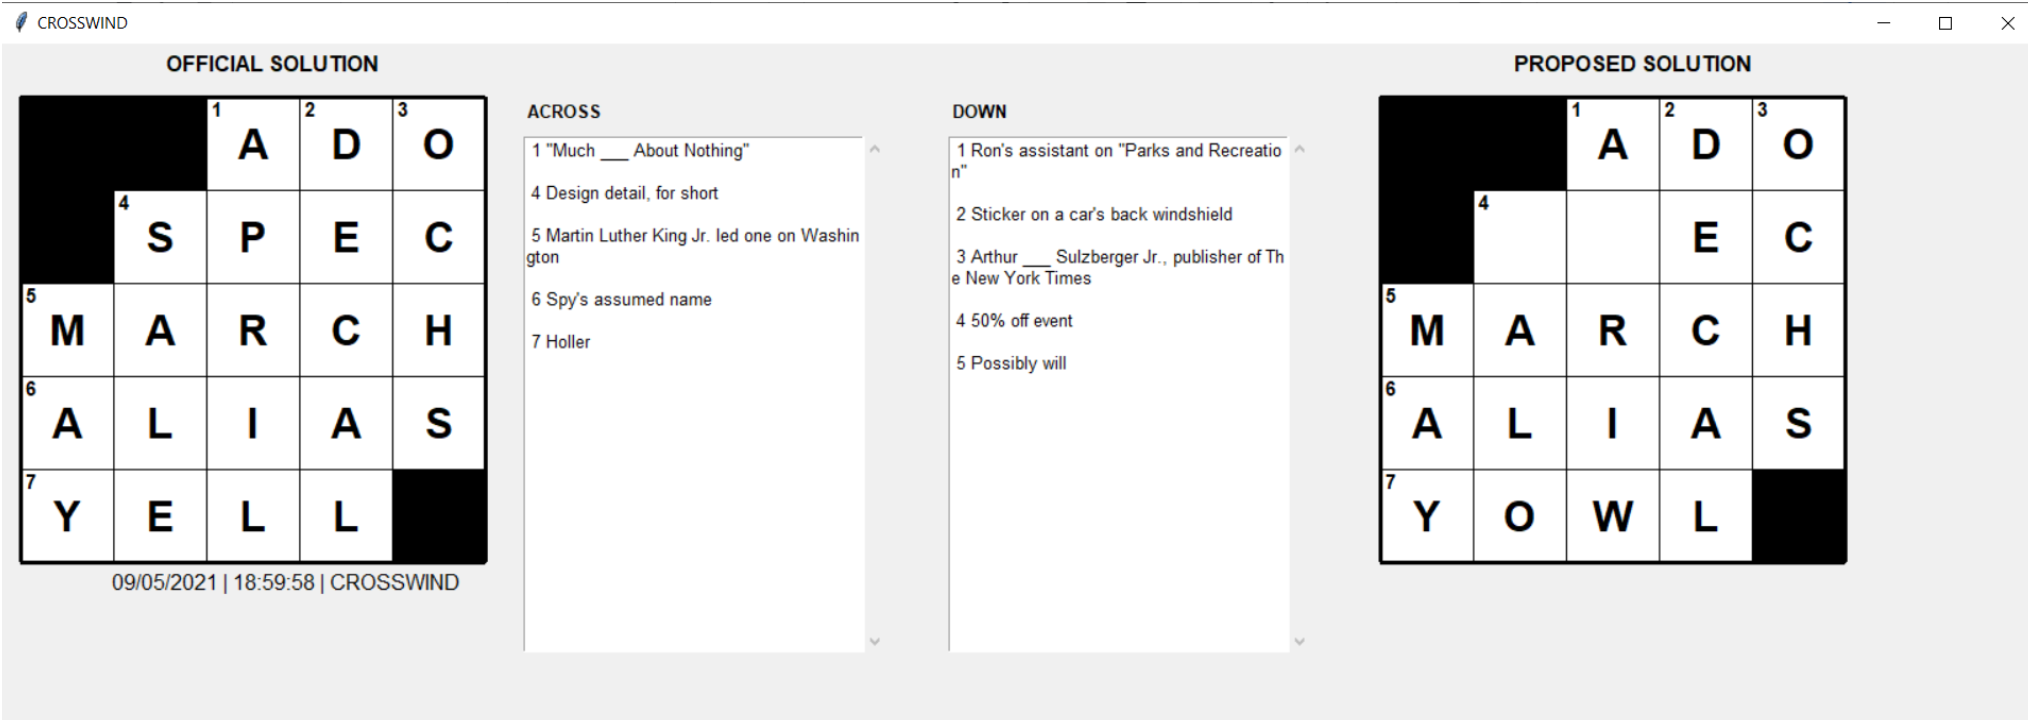 CROSSWIND
OFFICIAL SOLUTION
1 A 2 D 3 O
4 S P E C
5 M A R C H
6 A L I A S
7 Y E L L
09/05/2021 | 18:59:58 | CROSSWIND
ACROSS
1 "Much ___ About Nothing"
4 Design detail, for short
5 Martin Luther King Jr. led one on Washin
gton
6 Spy's assumed name
7 Holler
DOWN
1 Ron's assistant on "Parks and Recreatio
n"
2 Sticker on a car's back windshield
3 Arthur ___ Sulzberger Jr., publisher of Th
e New York Times
4 50% off event
5 Possibly will
PROPOSED SOLUTION
1 A 2 D 3 O
4 E C
5 M A R C H
6 A L I A S
7 Y O W L